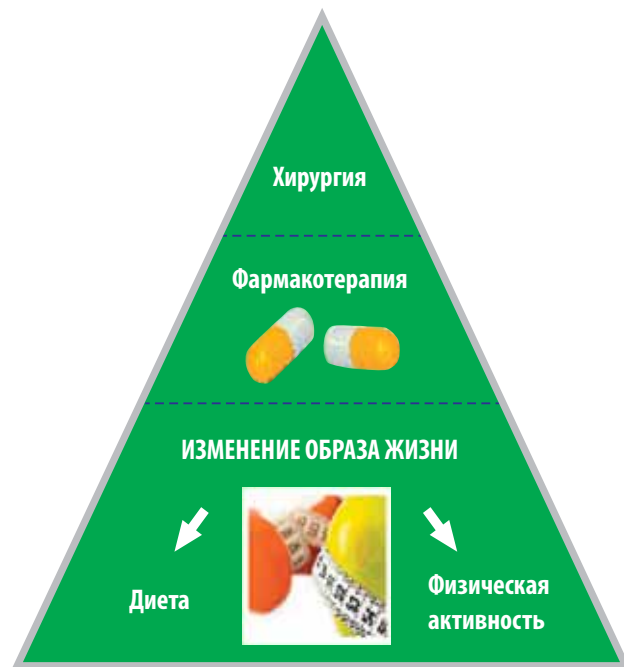 Хирургия
Фармакотерапия
ИЗМЕНЕНИЕ ОБРАЗА ЖИЗНИ
Диета
Физическая
активность